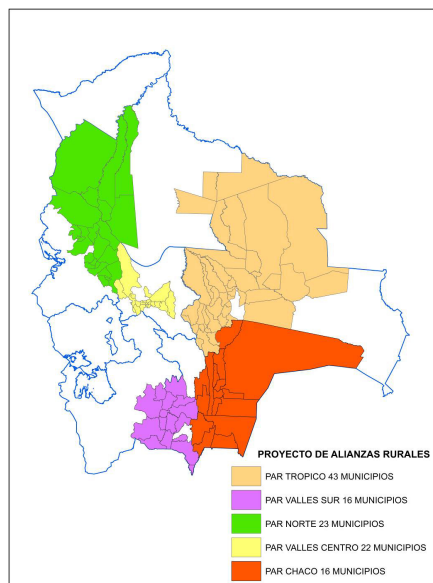 PROYECTO DE ALIANZAS RURALES
PAR TROPICO 43 MUNICIPIOS
PAR VALLES SUR 16 MUNICIPIOS
PAR NORTE 23 MUNICIPIOS
PAR VALLES CENTRO 22 MUNICIPIOS
PAR CHACO 16 MUNICIPIOS